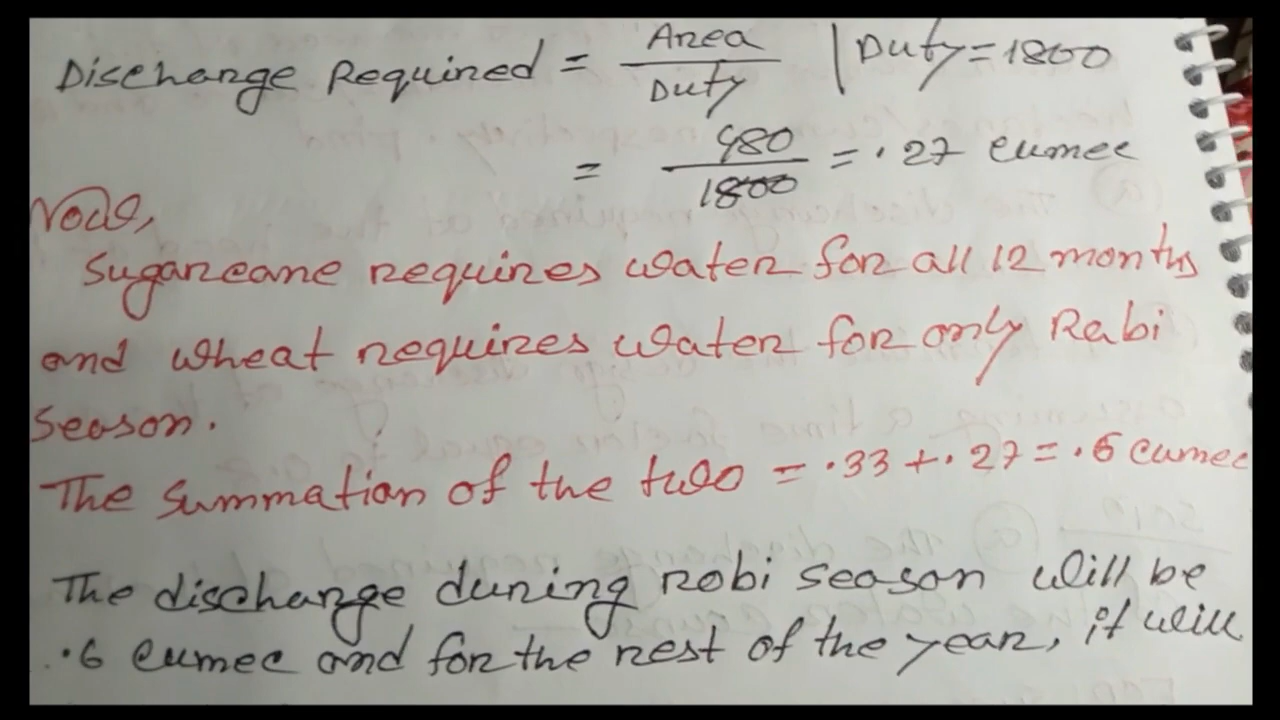 Discharge Required = Area / Duty | Duty = 1800
= 480 / 1800 = .27 cumec
Now,
Sugarcane requires water for all 12 months
and wheat requires water for only Rabi
season.
The summation of the two = .33 + .27 = .6 cumec
The discharge during Robi season will be
.6 cumec and for the rest of the year, it will